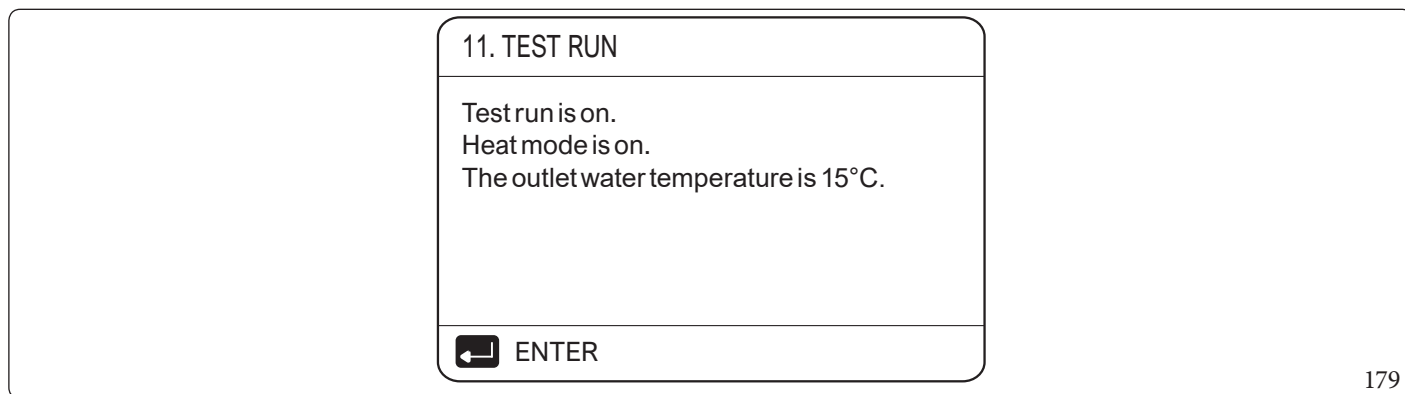 11. TEST RUN
Test run is on.
Heat mode is on.
The outlet water temperature is 15°C.
ENTER
179